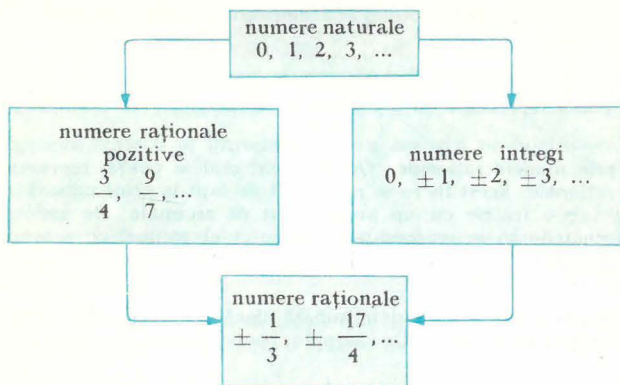 numere naturale
0, 1, 2, 3, ...
numere raționale
pozitive
3/4, 9/7, ...
numere intregi
0, ±1, ±2, ±3, ...
numere raționale
± 1/3, ± 17/4, ...